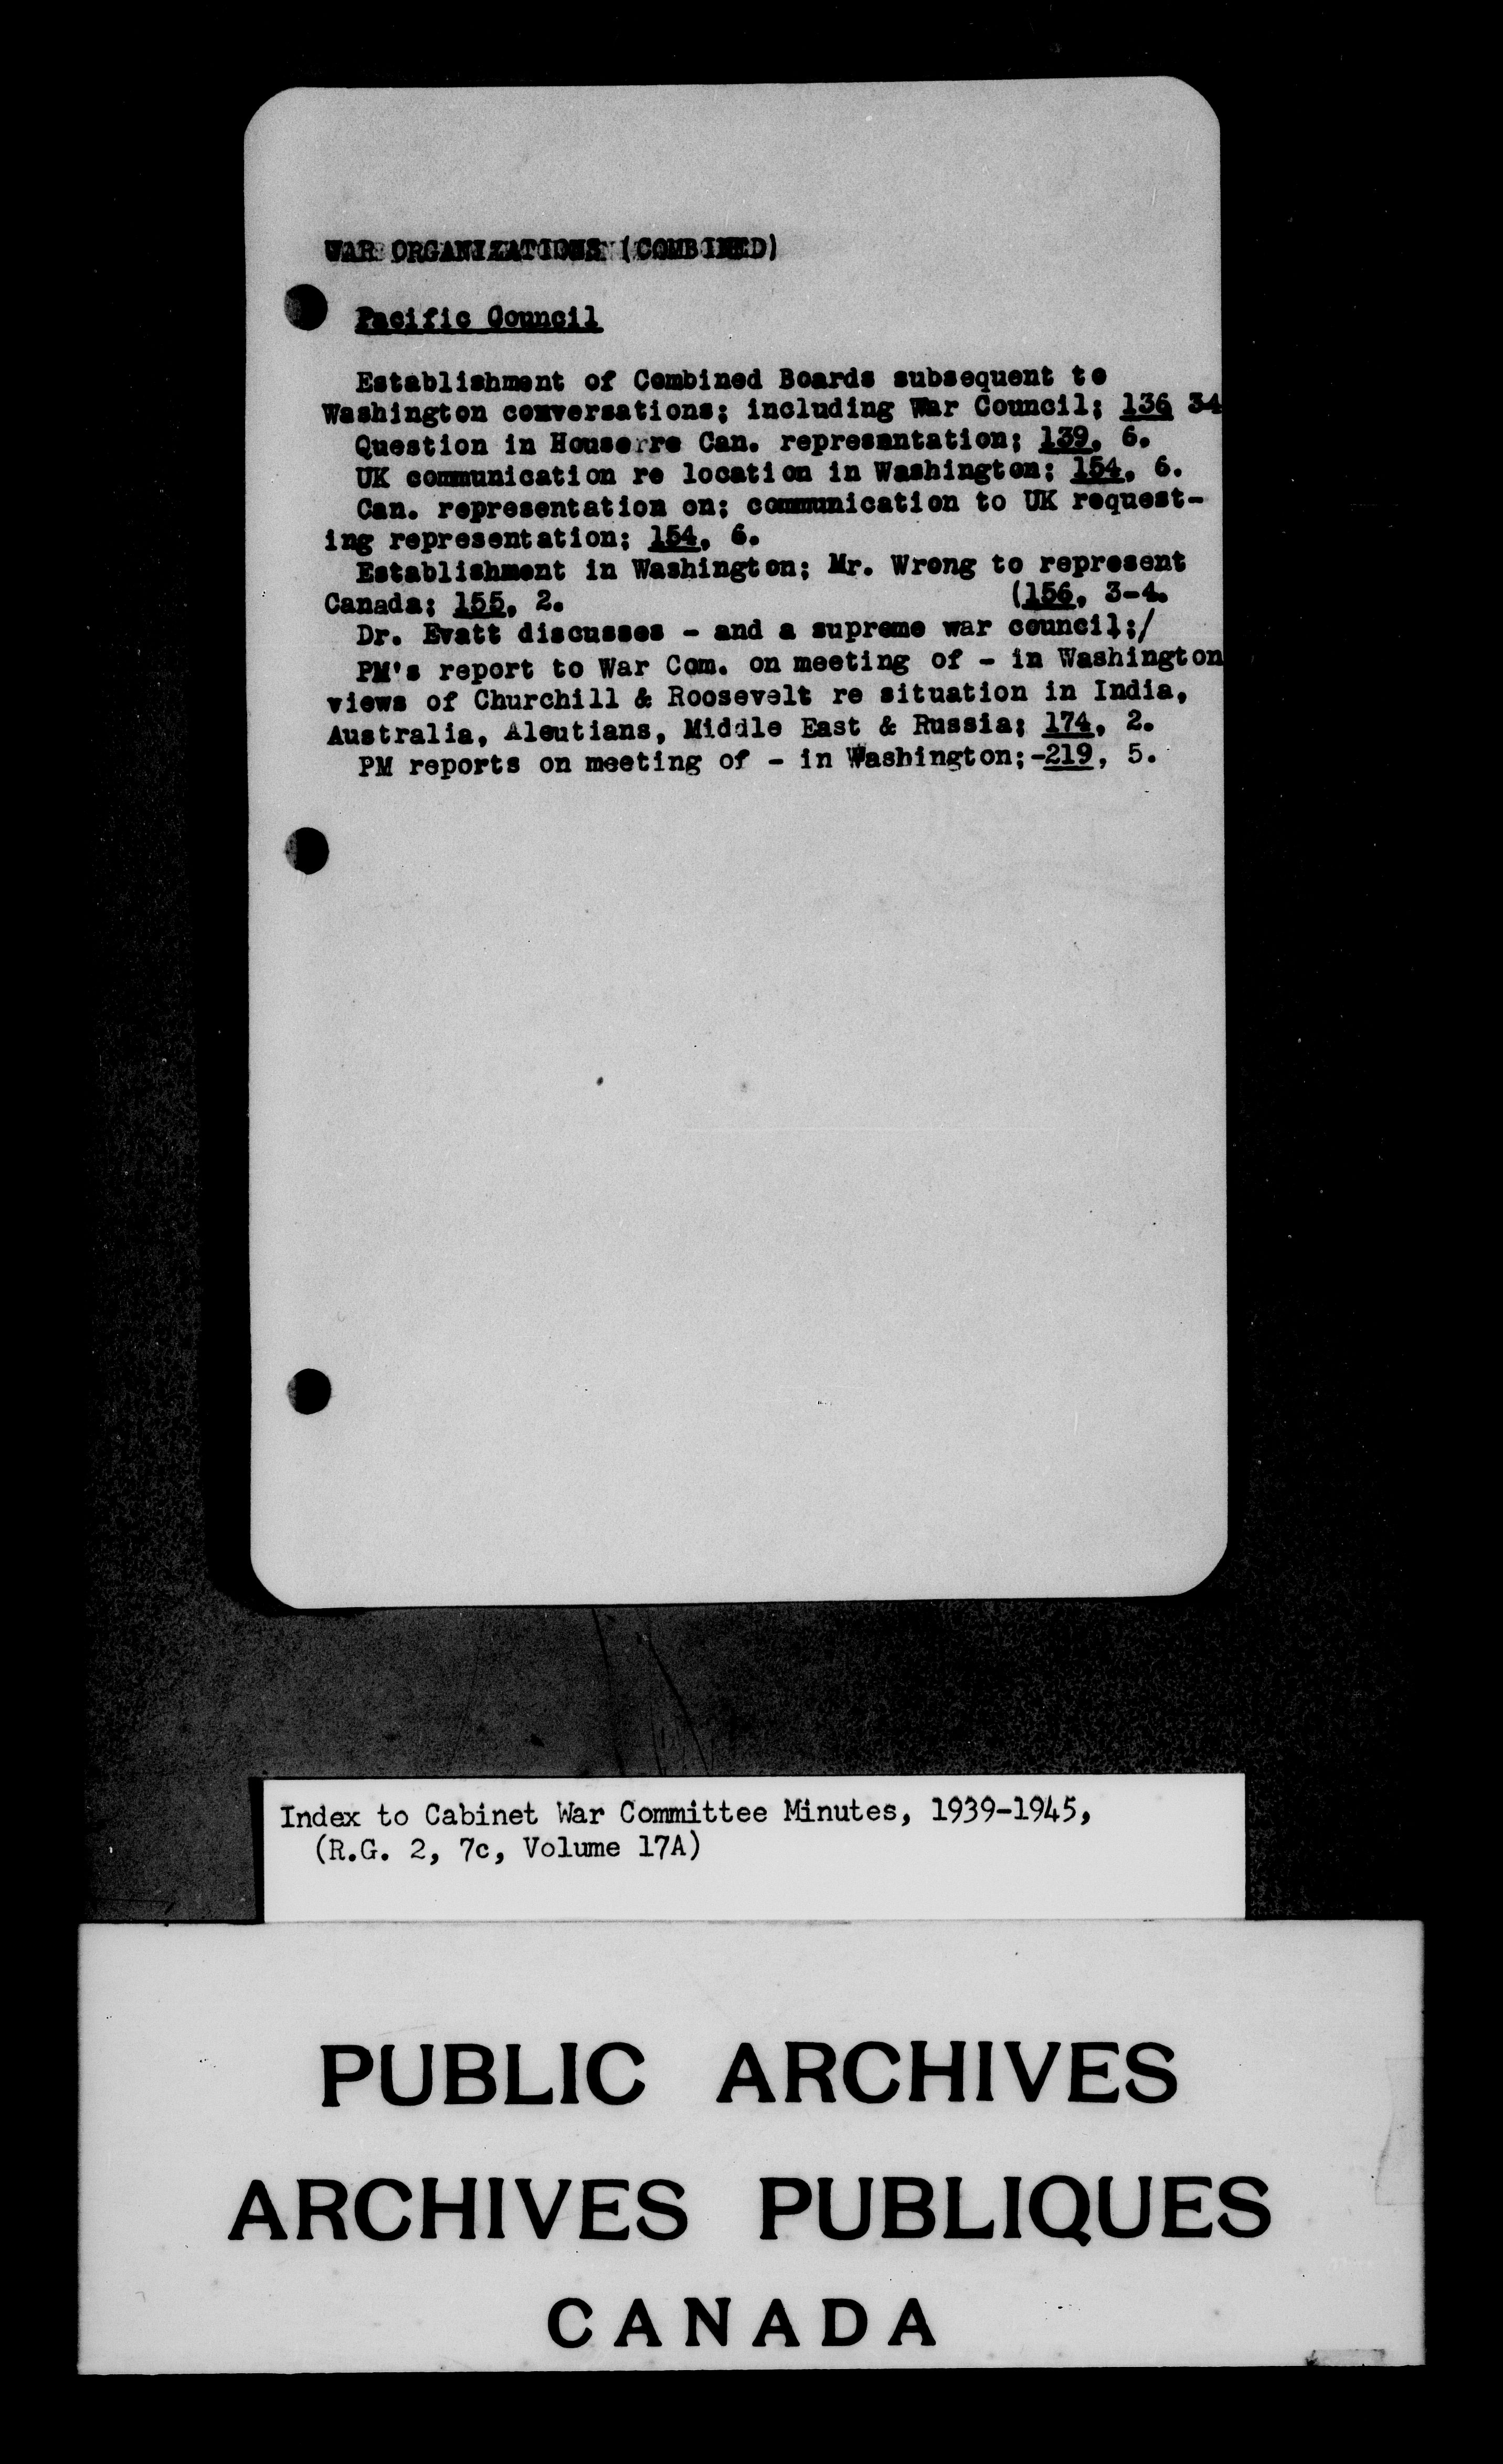 WAR ORGANIZATIONS (COMBINED)
Pacific Council
Establishment of Combined Boards subsequent to
Washington conversations; including War Council; 136 34
Question in House re Can. representation; 139, 6.
UK communication re location in Washington; 154, 6.
Can. representation on; communication to UK request-
ing representation; 154, 6.
Establishment in Washington; Mr. Wrong to represent
Canada; 155, 2. (156, 3-4.
Dr. Evatt discusses - and a supreme war council;/
PM's report to War Com. on meeting of - in Washington
views of Churchill & Roosevelt re situation in India,
Australia, Aleutians, Middle East & Russia; 174, 2.
PM reports on meeting of - in Washington;-219, 5.
Index to Cabinet War Committee Minutes, 1939-1945,
(R.G. 2, 7c, Volume 17A)
PUBLIC ARCHIVES
ARCHIVES PUBLIQUES
CANADA